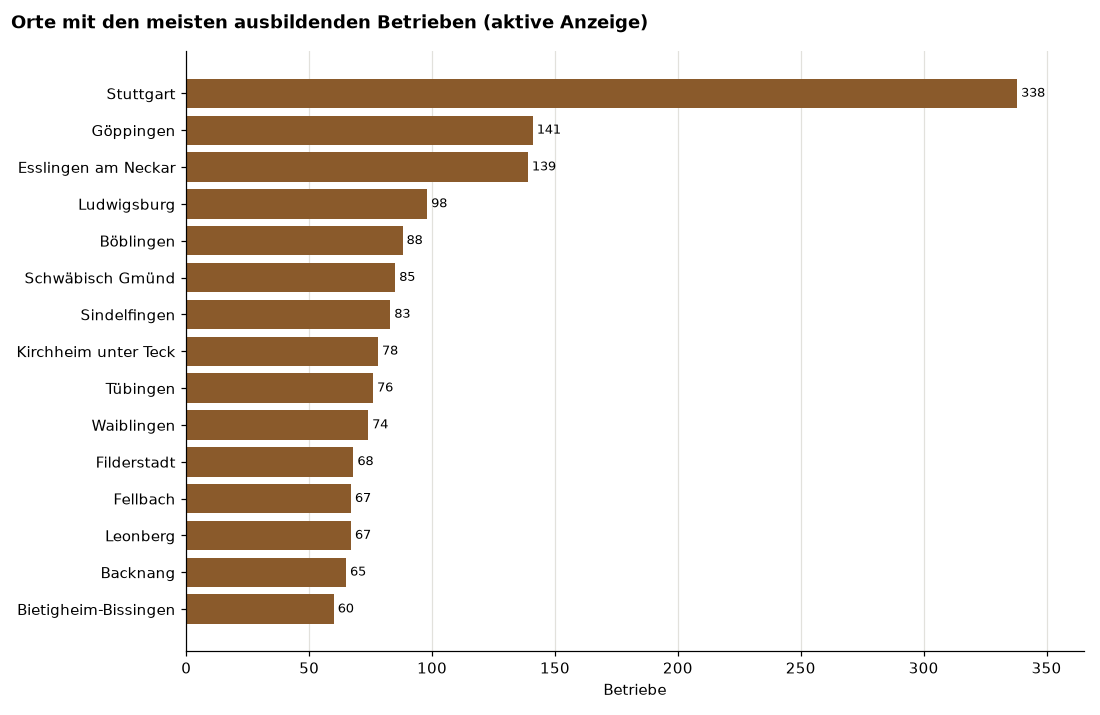 Orte mit den meisten ausbildenden Betrieben (aktive Anzeige)
Stuttgart 338
Göppingen 141
Esslingen am Neckar 139
Ludwigsburg 98
Böblingen 88
Schwäbisch Gmünd 85
Sindelfingen 83
Kirchheim unter Teck 78
Tübingen 76
Waiblingen 74
Filderstadt 68
Fellbach 67
Leonberg 67
Backnang 65
Bietigheim-Bissingen 60
0 50 100 150 200 250 300 350
Betriebe